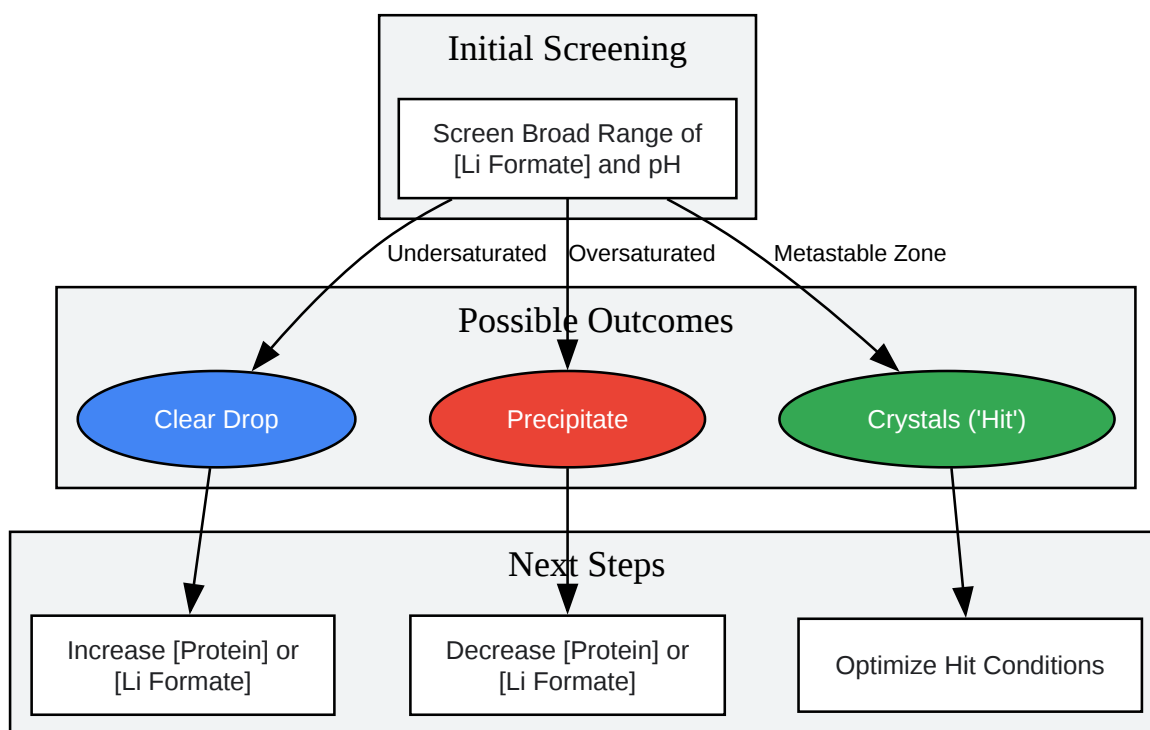 Initial Screening
Screen Broad Range of
[Li Formate] and pH
Undersaturated
Oversaturated
Metastable Zone
Possible Outcomes
Clear Drop
Precipitate
Crystals ('Hit')
Next Steps
Increase [Protein] or
[Li Formate]
Decrease [Protein] or
[Li Formate]
Optimize Hit Conditions